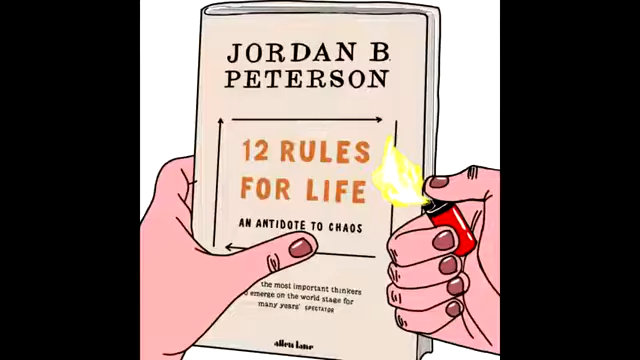 JORDAN B
PETERSON
12 RULES
FOR LIFE
AN ANTIDOTE TO CHAOS
the most important thinkers
emerge on the world stage for
many years' SPECTATOR
allen lane